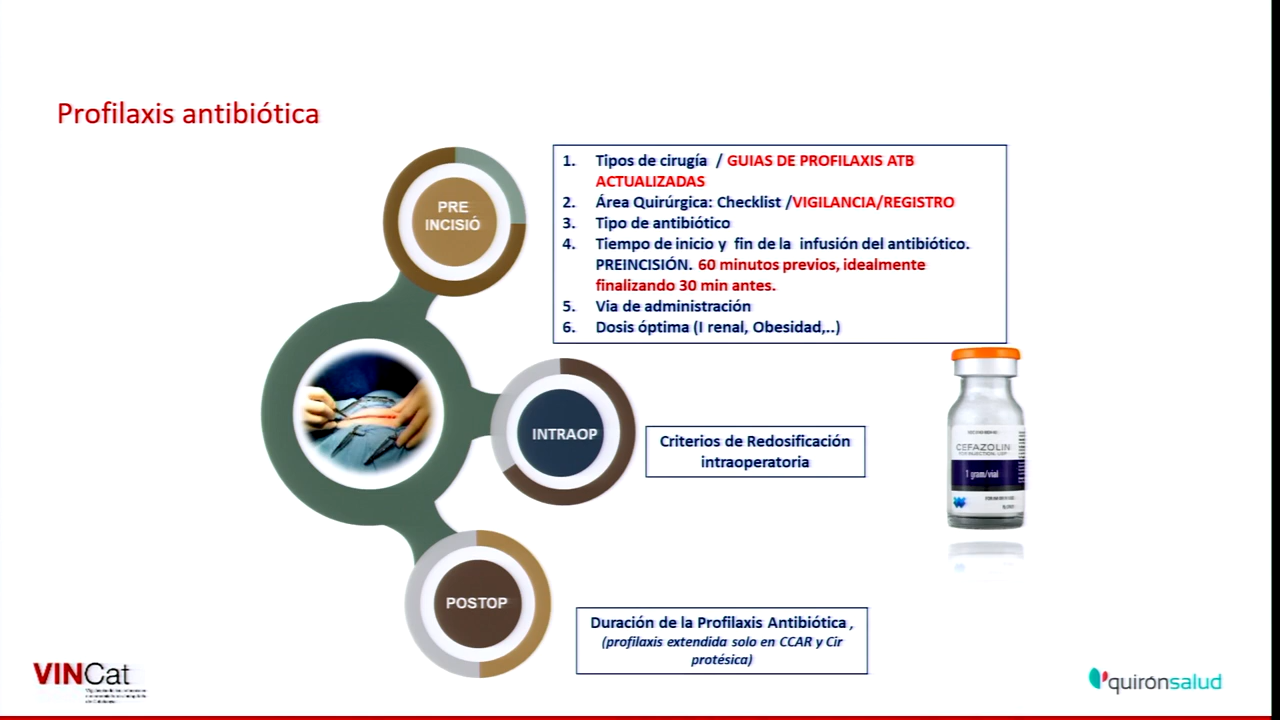 Profilaxis antibiótica
PRE
INCISIÓ
1. Tipos de cirugía / GUIAS DE PROFILAXIS ATB
ACTUALIZADAS
2. Área Quirúrgica: Checklist /VIGILANCIA/REGISTRO
3. Tipo de antibiótico
4. Tiempo de inicio y fin de la infusión del antibiótico.
PREINCISIÓN. 60 minutos previos, idealmente
finalizando 30 min antes.
5. Via de administración
6. Dosis óptima (I renal, Obesidad,..)
INTRAOP
Criterios de Redosificación
intraoperatoria
CEFAZOLIN
FOR INJECTION, USP
1 gram/vial
POSTOP
Duración de la Profilaxis Antibiótica ,
(profilaxis extendida solo en CCAR y Cir
protésica)
VINCat
quirónsalud